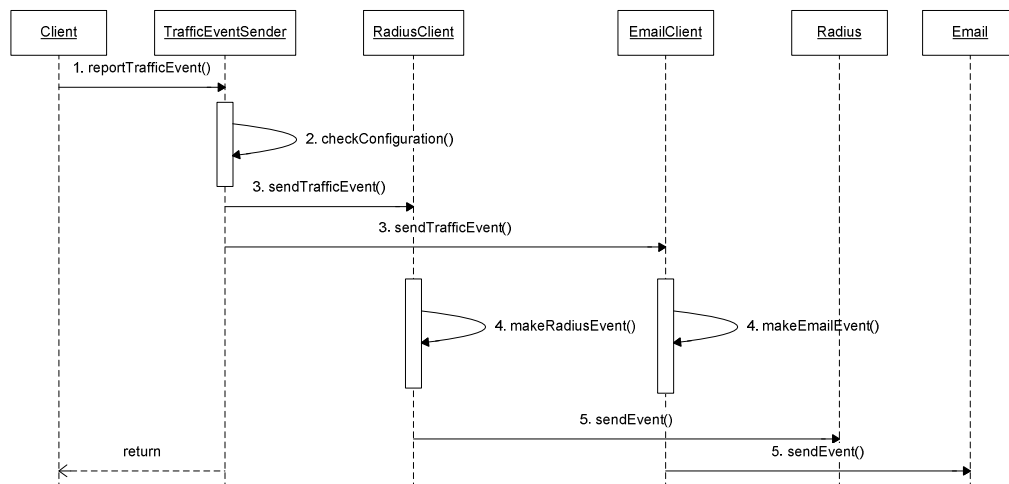 Client
TrafficEventSender
RadiusClient
EmailClient
Radius
Email
1. reportTrafficEvent()
2. checkConfiguration()
3. sendTrafficEvent()
3. sendTrafficEvent()
4. makeRadiusEvent()
4. makeEmailEvent()
5. sendEvent()
return
5. sendEvent()